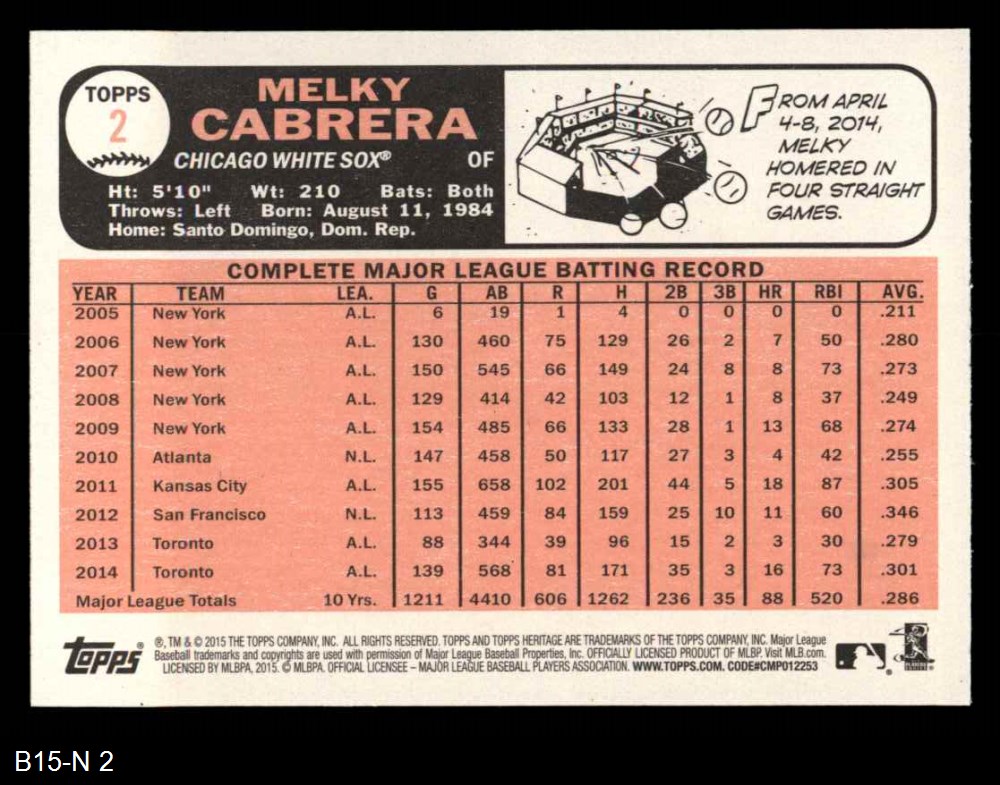 TOPPS
2
MELKY
CABRERA
CHICAGO WHITE SOX® OF
Ht: 5'10" Wt: 210 Bats: Both
Throws: Left Born: August 11, 1984
Home: Santo Domingo, Dom. Rep.
FROM APRIL
4-8, 2014,
MELKY
HOMERED IN
FOUR STRAIGHT
GAMES.
COMPLETE MAJOR LEAGUE BATTING RECORD
YEAR TEAM LEA. G AB R H 2B 3B HR RBI AVG.
2005 New York A.L. 6 19 1 4 0 0 0 0 .211
2006 New York A.L. 130 460 75 129 26 2 7 50 .280
2007 New York A.L. 150 545 66 149 24 8 8 73 .273
2008 New York A.L. 129 414 42 103 12 1 8 37 .249
2009 New York A.L. 154 485 66 133 28 1 13 68 .274
2010 Atlanta N.L. 147 458 50 117 27 3 4 42 .255
2011 Kansas City A.L. 155 658 102 201 44 5 18 87 .305
2012 San Francisco N.L. 113 459 84 159 25 10 11 60 .346
2013 Toronto A.L. 88 344 39 96 15 2 3 30 .279
2014 Toronto A.L. 139 568 81 171 35 3 16 73 .301
Major League Totals 10 Yrs. 1211 4410 606 1262 236 35 88 520 .286
Topps®
®, TM & © 2015 THE TOPPS COMPANY, INC. ALL RIGHTS RESERVED. TOPPS AND TOPPS HERITAGE ARE TRADEMARKS OF THE TOPPS COMPANY, INC. Major League
Baseball trademarks and copyrights are used with permission of Major League Baseball Properties, Inc. OFFICIALLY LICENSED PRODUCT OF MLBP. Visit MLB.com.
LICENSED BY MLBPA, 2015. © MLBPA. OFFICIAL LICENSEE – MAJOR LEAGUE BASEBALL PLAYERS ASSOCIATION. WWW.TOPPS.COM. CODE#CMP012253
B15-N 2